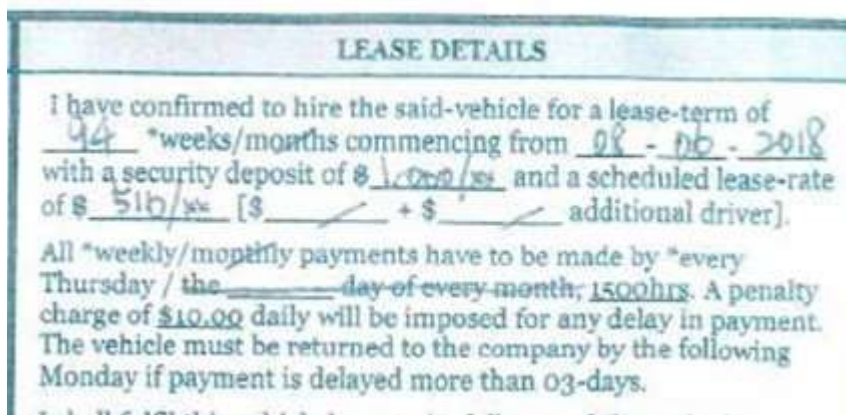 LEASE DETAILS
I have confirmed to hire the said-vehicle for a lease-term of
94 *weeks/months commencing from 08 - 06 - 2018
with a security deposit of $ 1,000/xx and a scheduled lease-rate
of $ 516/xx [$ + $ additional driver].
All *weekly/monthly payments have to be made by *every
Thursday / the day of every month, 1500hrs. A penalty
charge of $10.00 daily will be imposed for any delay in payment.
The vehicle must be returned to the company by the following
Monday if payment is delayed more than 03-days.